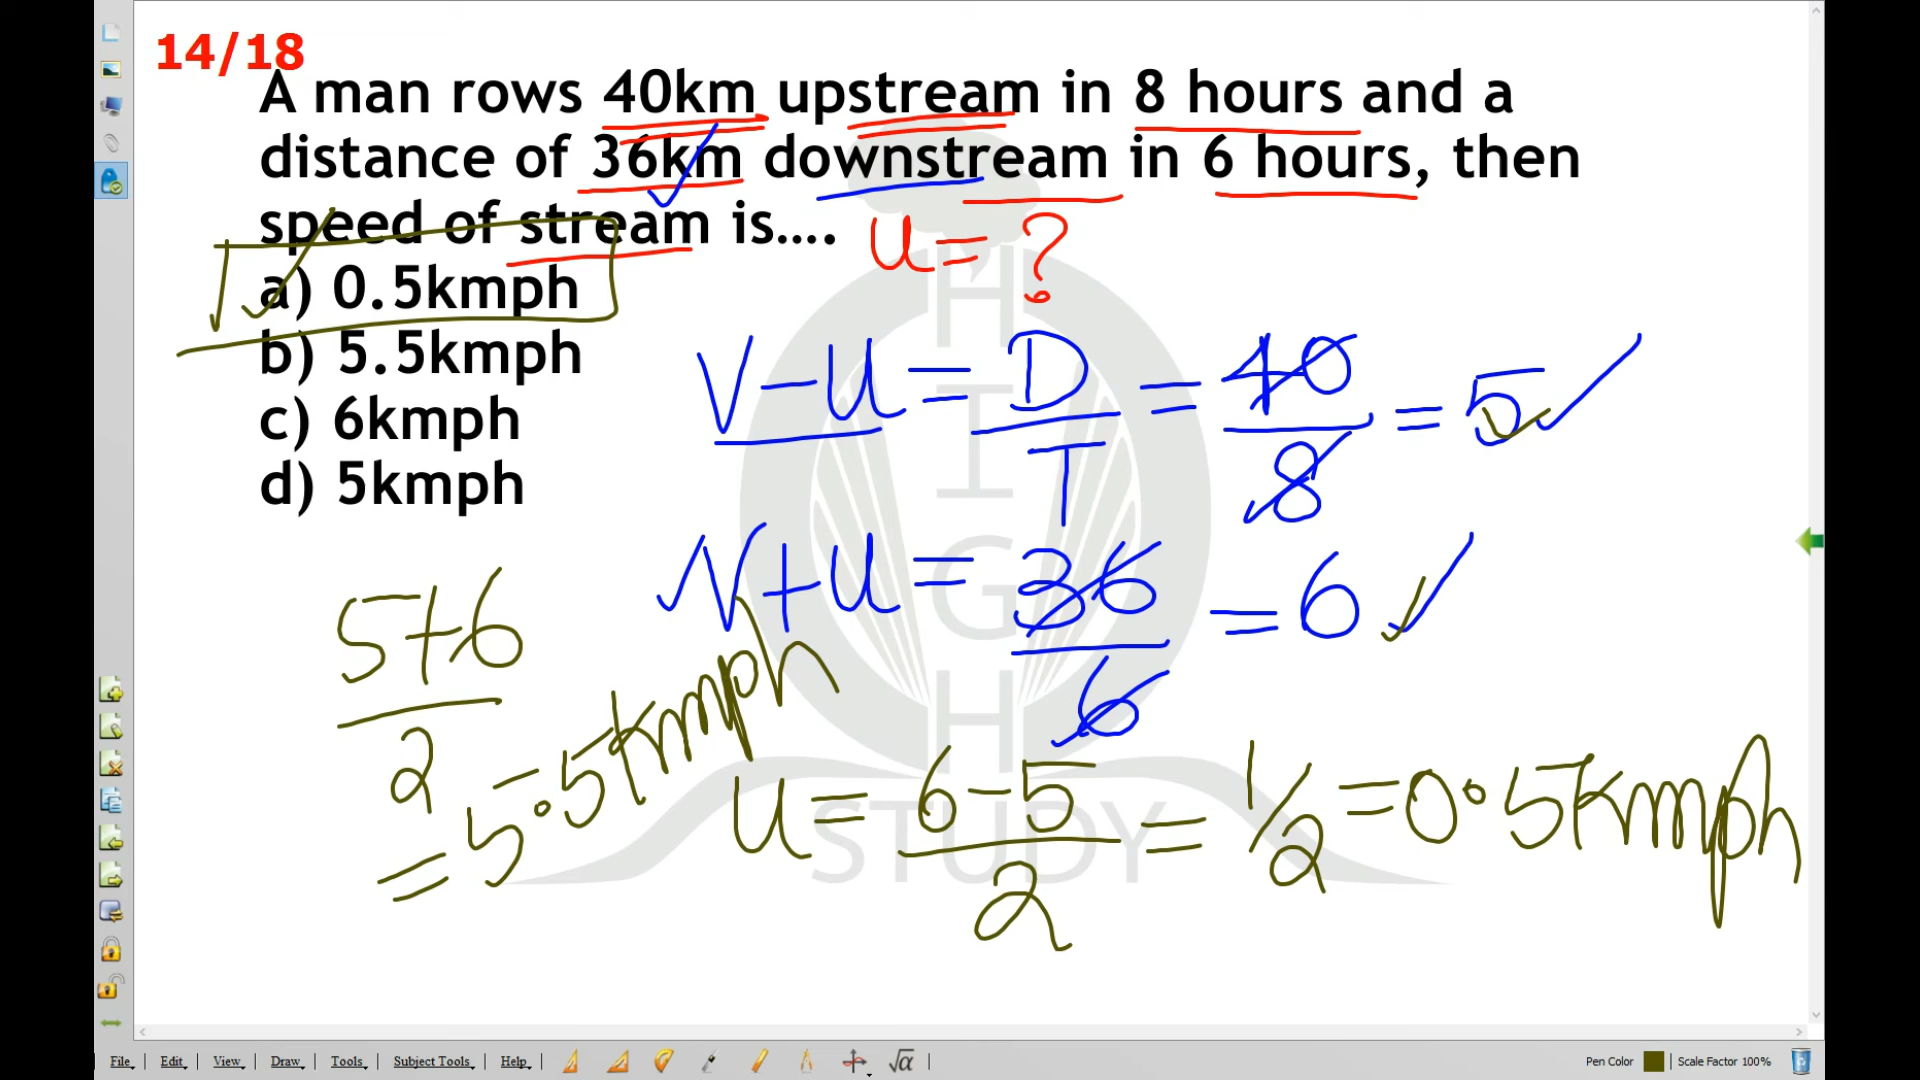 14/18
A man rows 40km upstream in 8 hours and a
distance of 36km downstream in 6 hours, then
speed of stream is....
u = ?
a) 0.5kmph
b) 5.5kmph
c) 6kmph
d) 5kmph
V - u = D/T = 40/8 = 5
V + u = 36/6 = 6
5+6/2
= 5.5kmph
u = 6-5/2 = 1/2 = 0.5kmph
HIGH
STUDY
File Edit View Draw Tools Subject Tools Help
√α
Pen Color Scale Factor 100%